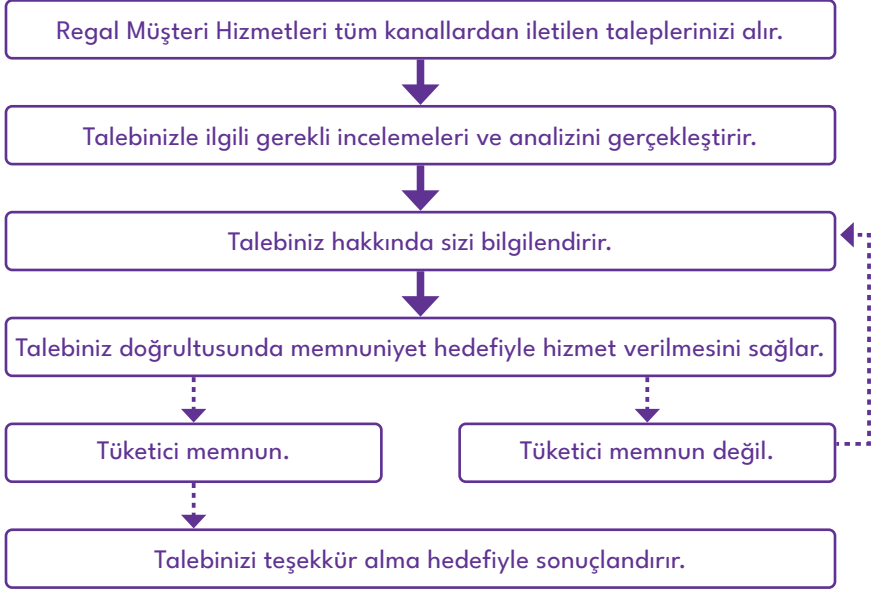 Regal Müşteri Hizmetleri tüm kanallardan iletilen taleplerinizi alır.
Talebinizle ilgili gerekli incelemeleri ve analizini gerçekleştirir.
Talebiniz hakkında sizi bilgilendirir.
Talebiniz doğrultusunda memnuniyet hedefiyle hizmet verilmesini sağlar.
Tüketici memnun.
Tüketici memnun değil.
Talebinizi teşekkür alma hedefiyle sonuçlandırır.